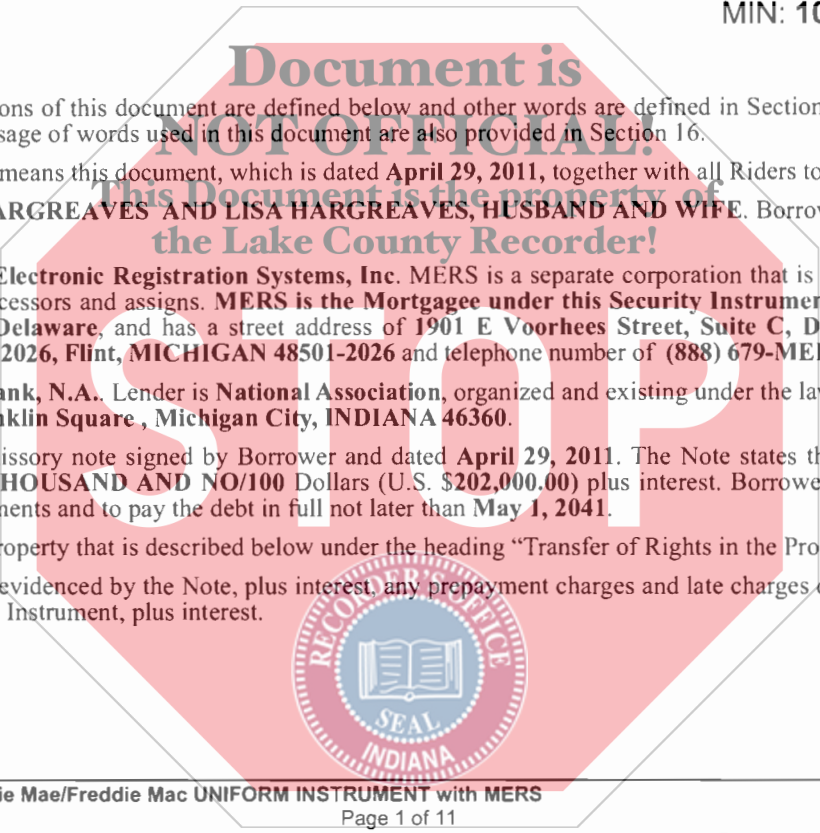 MIN: 10
Document is
ons of this document are defined below and other words are defined in Section
sage of words used in this document are also provided in Section 16.
NOT OFFICIAL!
means this document, which is dated April 29, 2011, together with all Riders to
This Document is the property of
ARGREAVES AND LISA HARGREAVES, HUSBAND AND WIFE. Borrow
the Lake County Recorder!
Electronic Registration Systems, Inc. MERS is a separate corporation that is
cessors and assigns. MERS is the Mortgagee under this Security Instrumen
Delaware, and has a street address of 1901 E Voorhees Street, Suite C, D
2026, Flint, MICHIGAN 48501-2026 and telephone number of (888) 679-MER
ank, N.A.. Lender is National Association, organized and existing under the law
nklin Square , Michigan City, INDIANA 46360.
STOP
issory note signed by Borrower and dated April 29, 2011. The Note states th
HOUSAND AND NO/100 Dollars (U.S. $202,000.00) plus interest. Borrowe
nents and to pay the debt in full not later than May 1, 2041.
roperty that is described below under the heading “Transfer of Rights in the Pro
evidenced by the Note, plus interest, any prepayment charges and late charges d
Instrument, plus interest.
RECORDER'S OFFICE
SEAL
INDIANA
ie Mae/Freddie Mac UNIFORM INSTRUMENT with MERS
Page 1 of 11